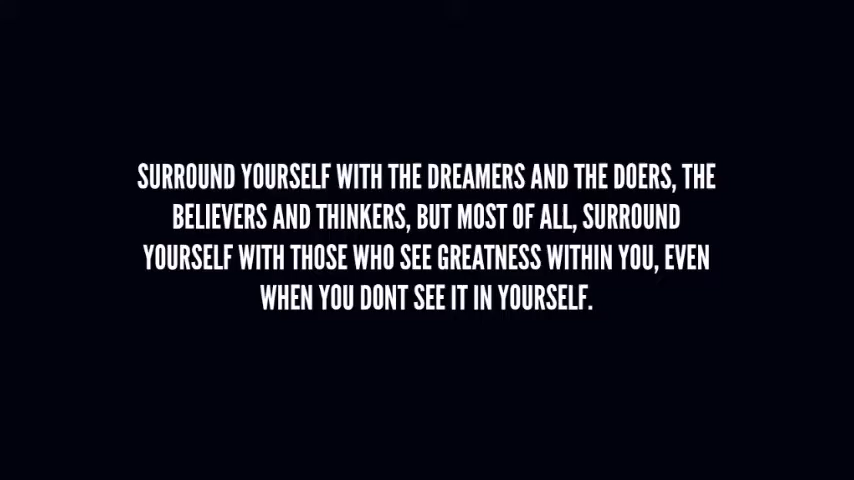 SURROUND YOURSELF WITH THE DREAMERS AND THE DOERS, THE
BELIEVERS AND THINKERS, BUT MOST OF ALL, SURROUND
YOURSELF WITH THOSE WHO SEE GREATNESS WITHIN YOU, EVEN
WHEN YOU DONT SEE IT IN YOURSELF.